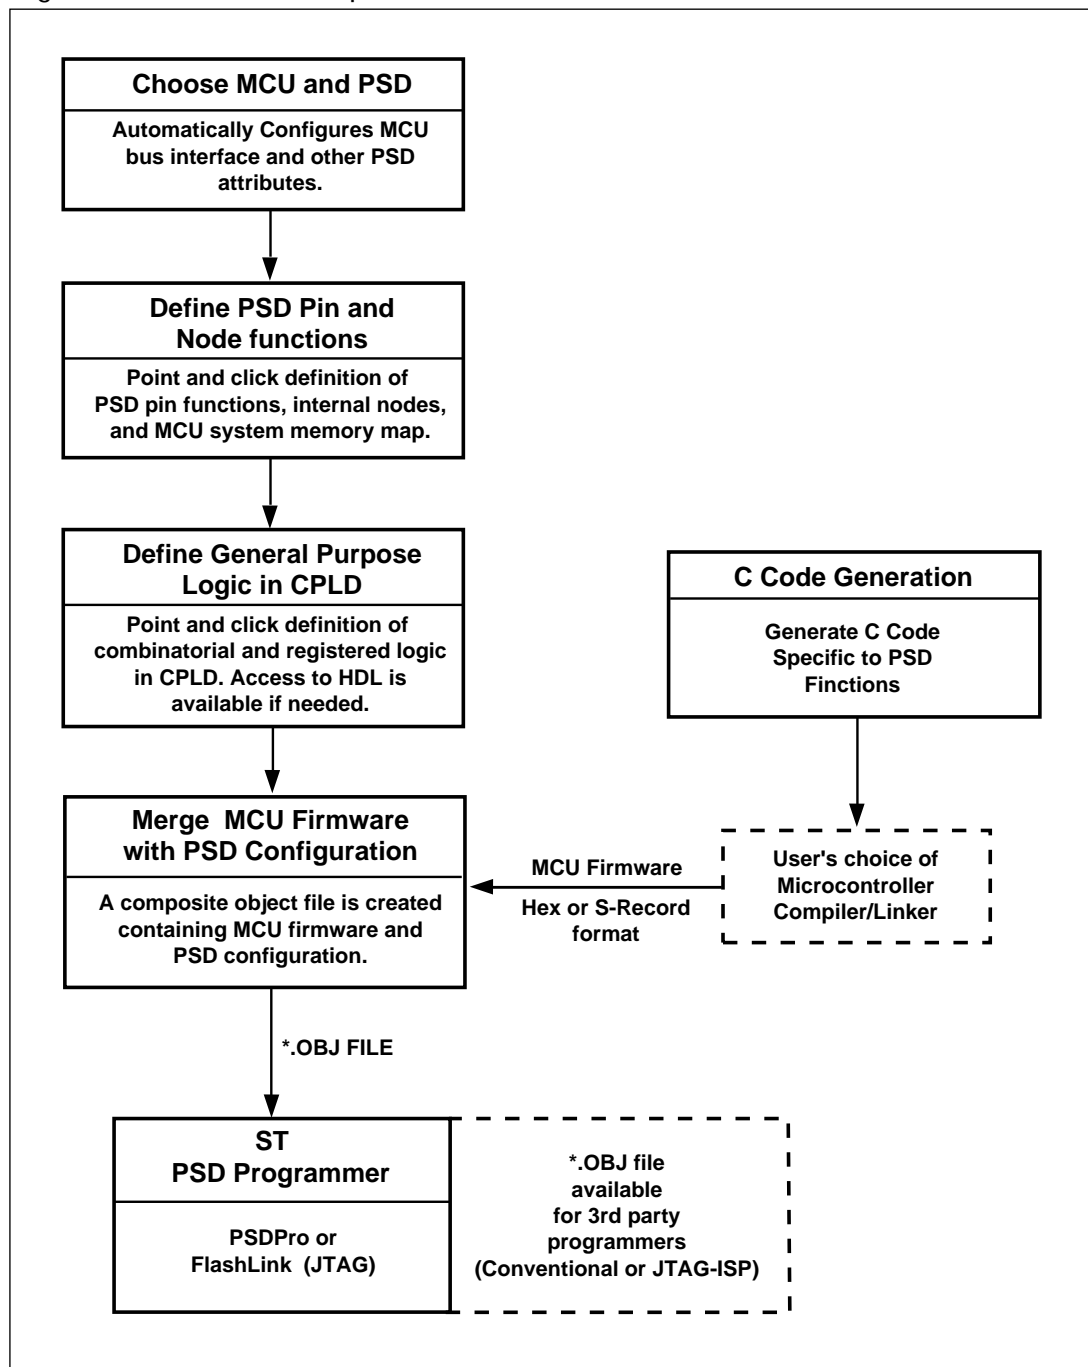 Choose MCU and PSD
Automatically Configures MCU
bus interface and other PSD
attributes.
Define PSD Pin and
Node functions
Point and click definition of
PSD pin functions, internal nodes,
and MCU system memory map.
Define General Purpose
Logic in CPLD
Point and click definition of
combinatorial and registered logic
in CPLD. Access to HDL is
available if needed.
C Code Generation
Generate C Code
Specific to PSD
Finctions
Merge MCU Firmware
with PSD Configuration
A composite object file is created
containing MCU firmware and
PSD configuration.
MCU Firmware
Hex or S-Record
format
User's choice of
Microcontroller
Compiler/Linker
*.OBJ FILE
ST
PSD Programmer
PSDPro or
FlashLink (JTAG)
*.OBJ file
available
for 3rd party
programmers
(Conventional or JTAG-ISP)